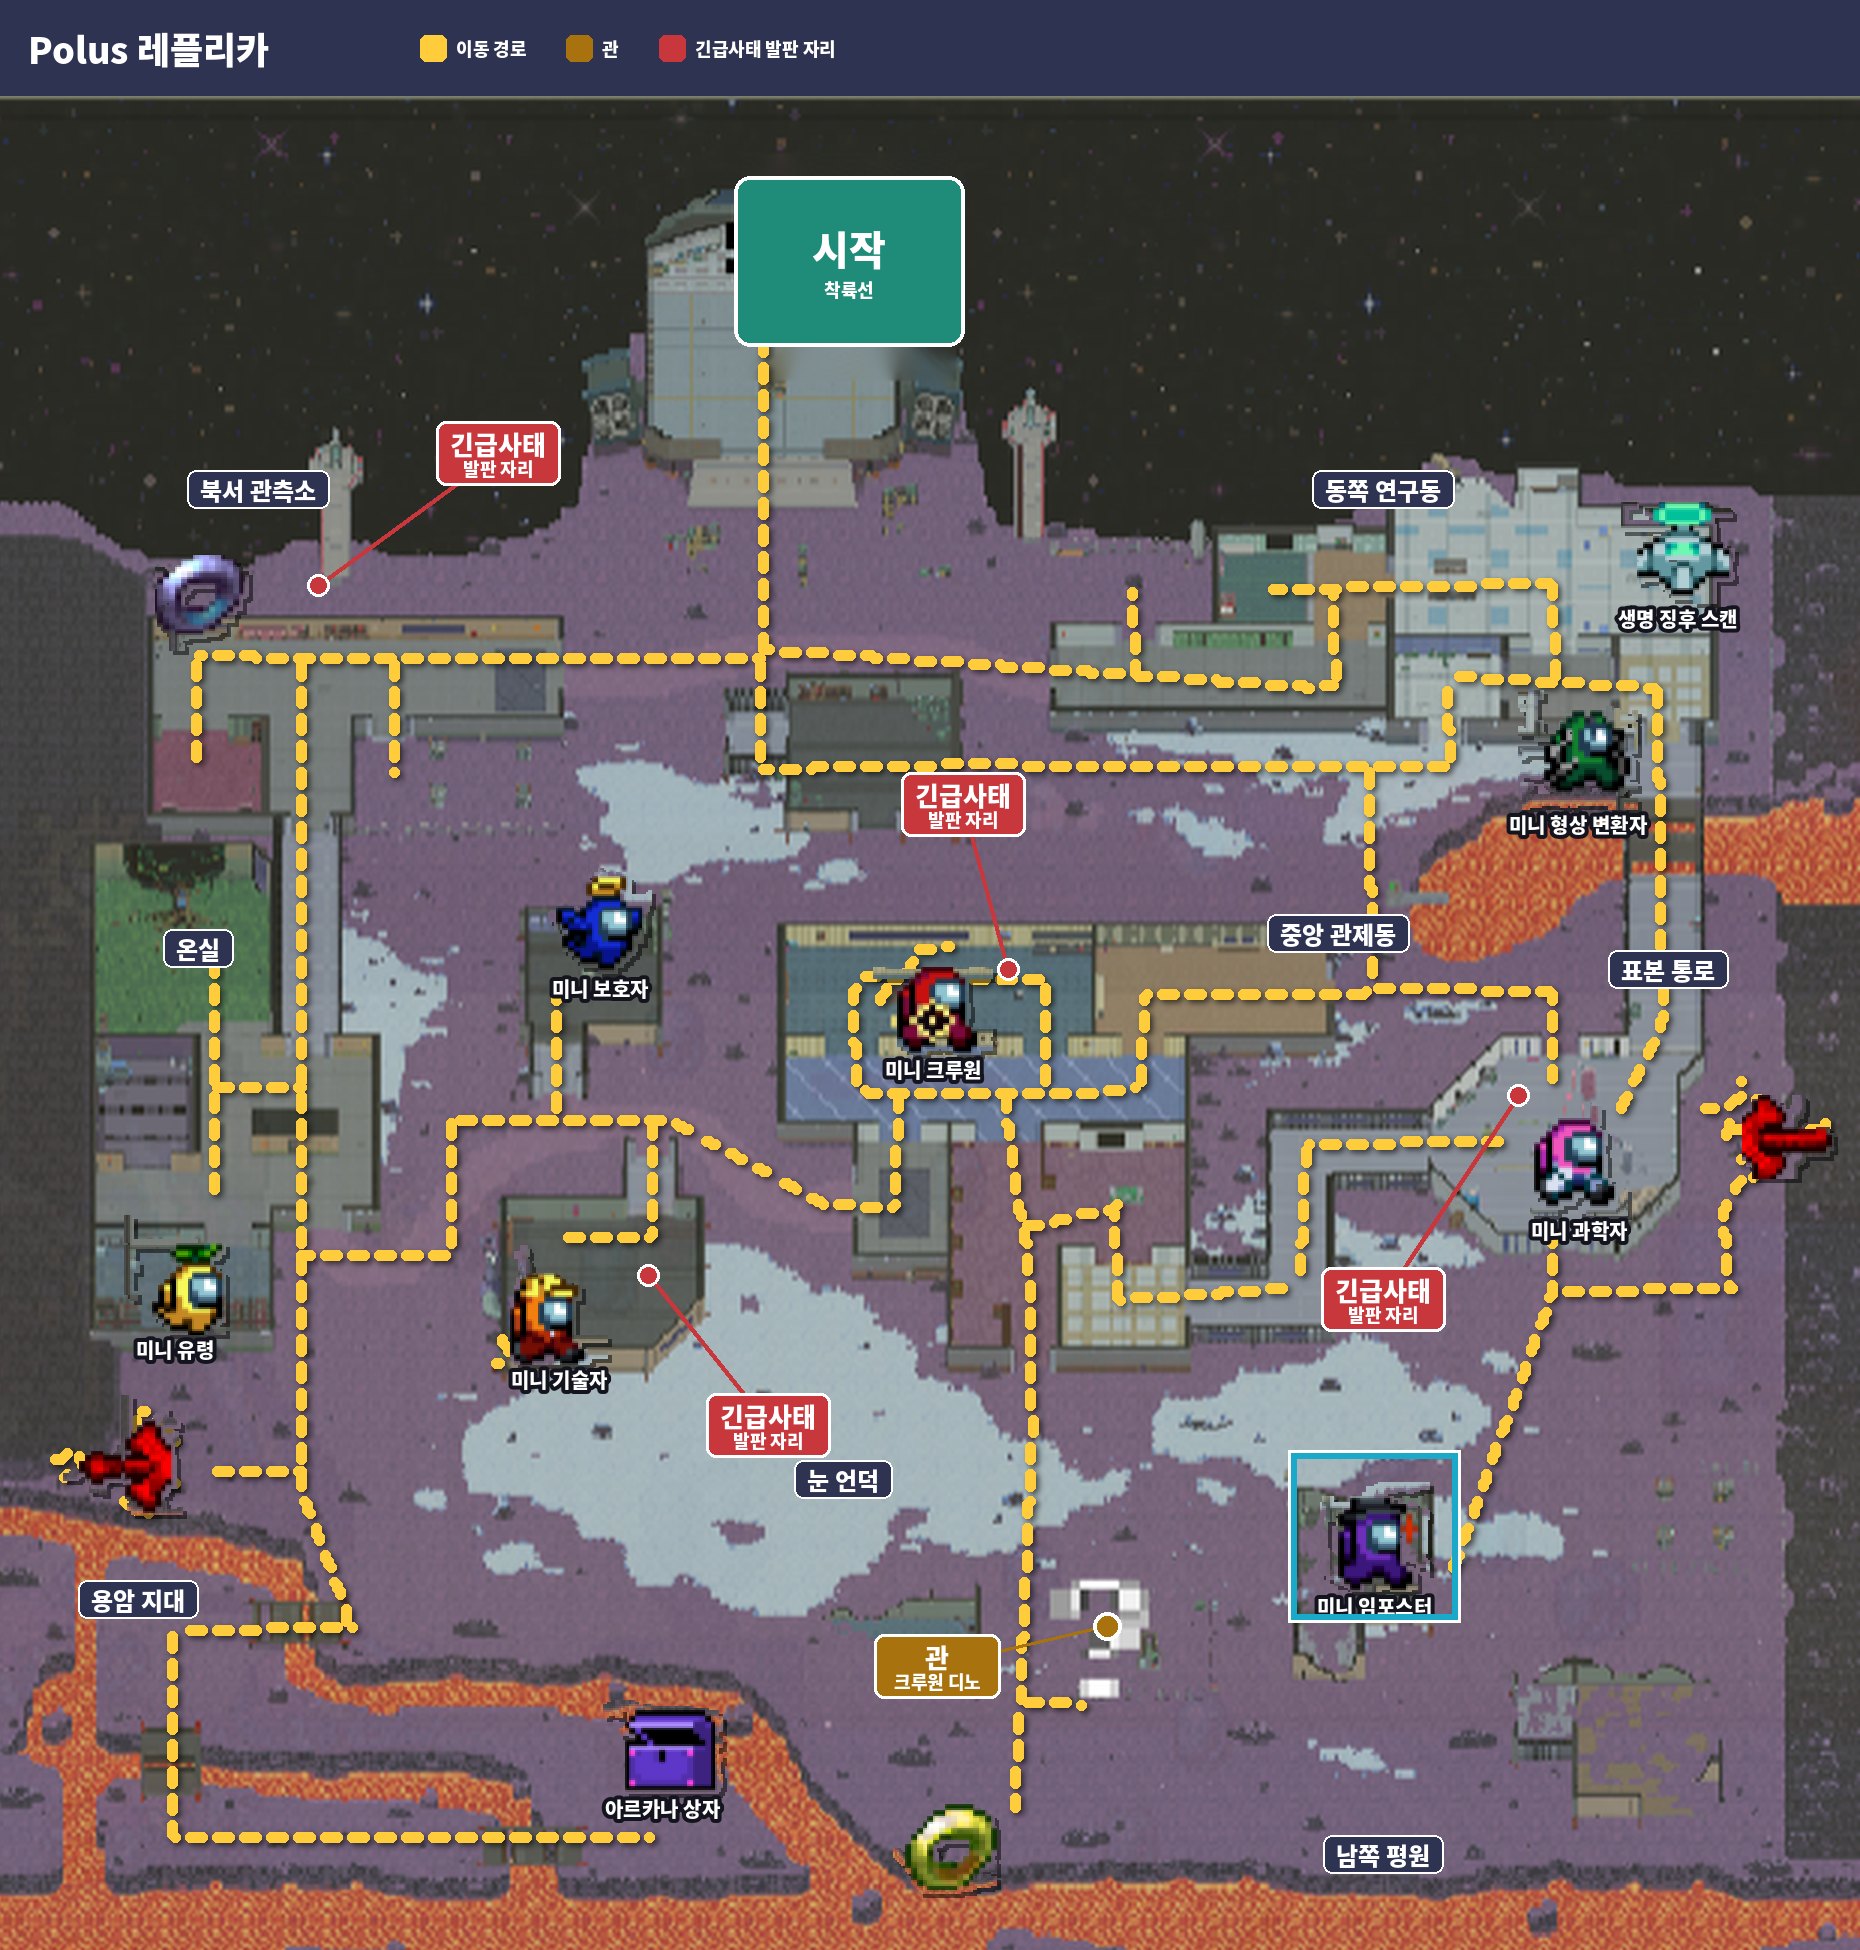 Polus 레플리카
이동 경로
관
긴급사태 발판 자리
시작
착륙선
긴급사태
발판 자리
북서 관측소
동쪽 연구동
생명 징후 스캔
긴급사태
발판 자리
미니 형상 변환자
온실
중앙 관제동
표본 통로
미니 보호자
미니 크루원
미니 과학자
긴급사태
발판 자리
미니 유령
미니 기술자
긴급사태
발판 자리
눈 언덕
용암 지대
미니 임포스터
관
크루원 디노
아르카나 상자
남쪽 평원